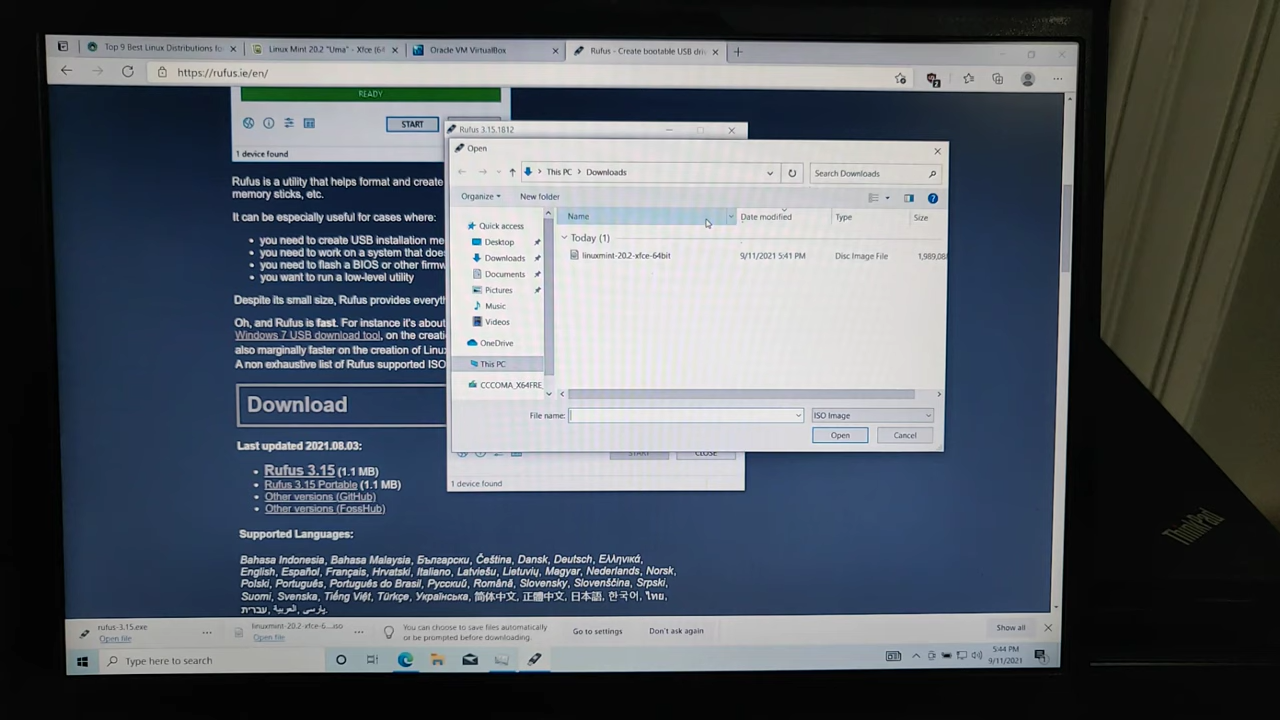 Top 9 Best Linux Distributions fo
Linux Mint 20.2 "Uma" - Xfce (64
Oracle VM VirtualBox
Rufus - Create bootable USB dri
https://rufus.ie/en/
READY
START
1 device found
Rufus is a utility that helps format and create
memory sticks, etc.
It can be especially useful for cases where:
you need to create USB installation me
you need to work on a system that doe
you need to flash a BIOS or other firmw
you want to run a low-level utility
Despite its small size, Rufus provides everyt
Oh, and Rufus is fast. For instance it's about
Windows 7 USB download tool, on the creati
also marginally faster on the creation of Linu
A non exhaustive list of Rufus supported ISO
Download
Last updated 2021.08.03:
Rufus 3.15 (1.1 MB)
Rufus 3.15 Portable (1.1 MB)
Other versions (GitHub)
Other versions (FossHub)
Supported Languages:
Bahasa Indonesia, Bahasa Malaysia, Български, Čeština, Dansk, Deutsch, Ελληνικά,
English, Español, Français, Hrvatski, Italiano, Latviešu, Lietuvių, Magyar, Nederlands, Norsk,
Polski, Português, Português do Brasil, Русский, Română, Slovensky, Slovenščina, Srpski,
Suomi, Svenska, Tiếng Việt, Türkçe, Українська, 简体中文, 正體中文, 日本語, 한국어, ไทย,
עברית, العربية, پارسی.
Rufus 3.15.1812
Open
This PC > Downloads
Search Downloads
Organize
New folder
Name
Date modified
Type
Size
Today (1)
linuxmint-20.2-xfce-64bit
9/11/2021 5:41 PM
Disc Image File
1,989,08
Quick access
Desktop
Downloads
Documents
Pictures
Music
Videos
OneDrive
This PC
CCCOMA_X64FRE
File name:
ISO Image
Open
Cancel
START
CLOSE
1 device found
rufus-3.15.exe
Open file
linuxmint-20.2-xfce-6....iso
Open file
You can choose to save files automatically
or be prompted before downloading.
Go to settings
Don't ask again
Show all
Type here to search
5:44 PM
9/11/2021
ThinkPad